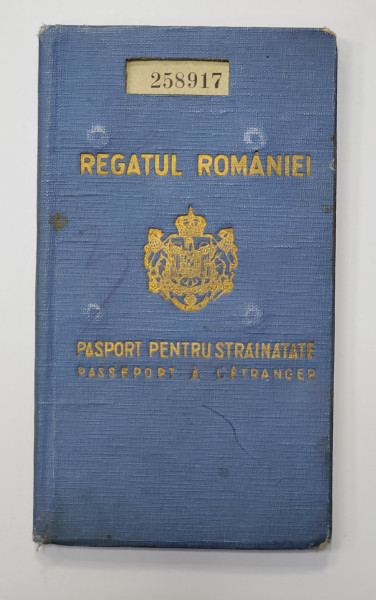 258917
REGATUL ROMÂNIEI
PASPORT PENTRU STRAINATATE
PASSEPORT A L'ÉTRANGER